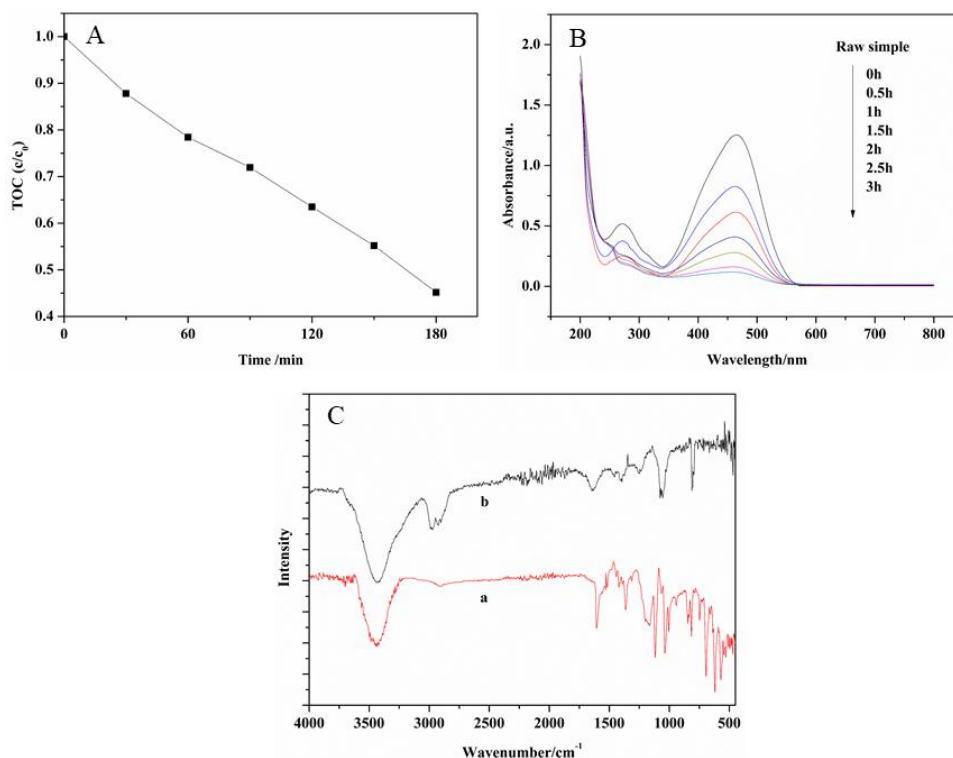 A
1.0
0.9
0.8
0.7
0.6
0.5
0.4
0 60 120 180
TOC (c/c0)
Time /min
B
2.0
1.5
1.0
0.5
0.0
200 300 400 500 600 700 800
Absorbance/a.u.
Wavelength/nm
Raw simple
0h
0.5h
1h
1.5h
2h
2.5h
3h
C
b
a
Intensity
4000 3500 3000 2500 2000 1500 1000 500
Wavenumber/cm-1